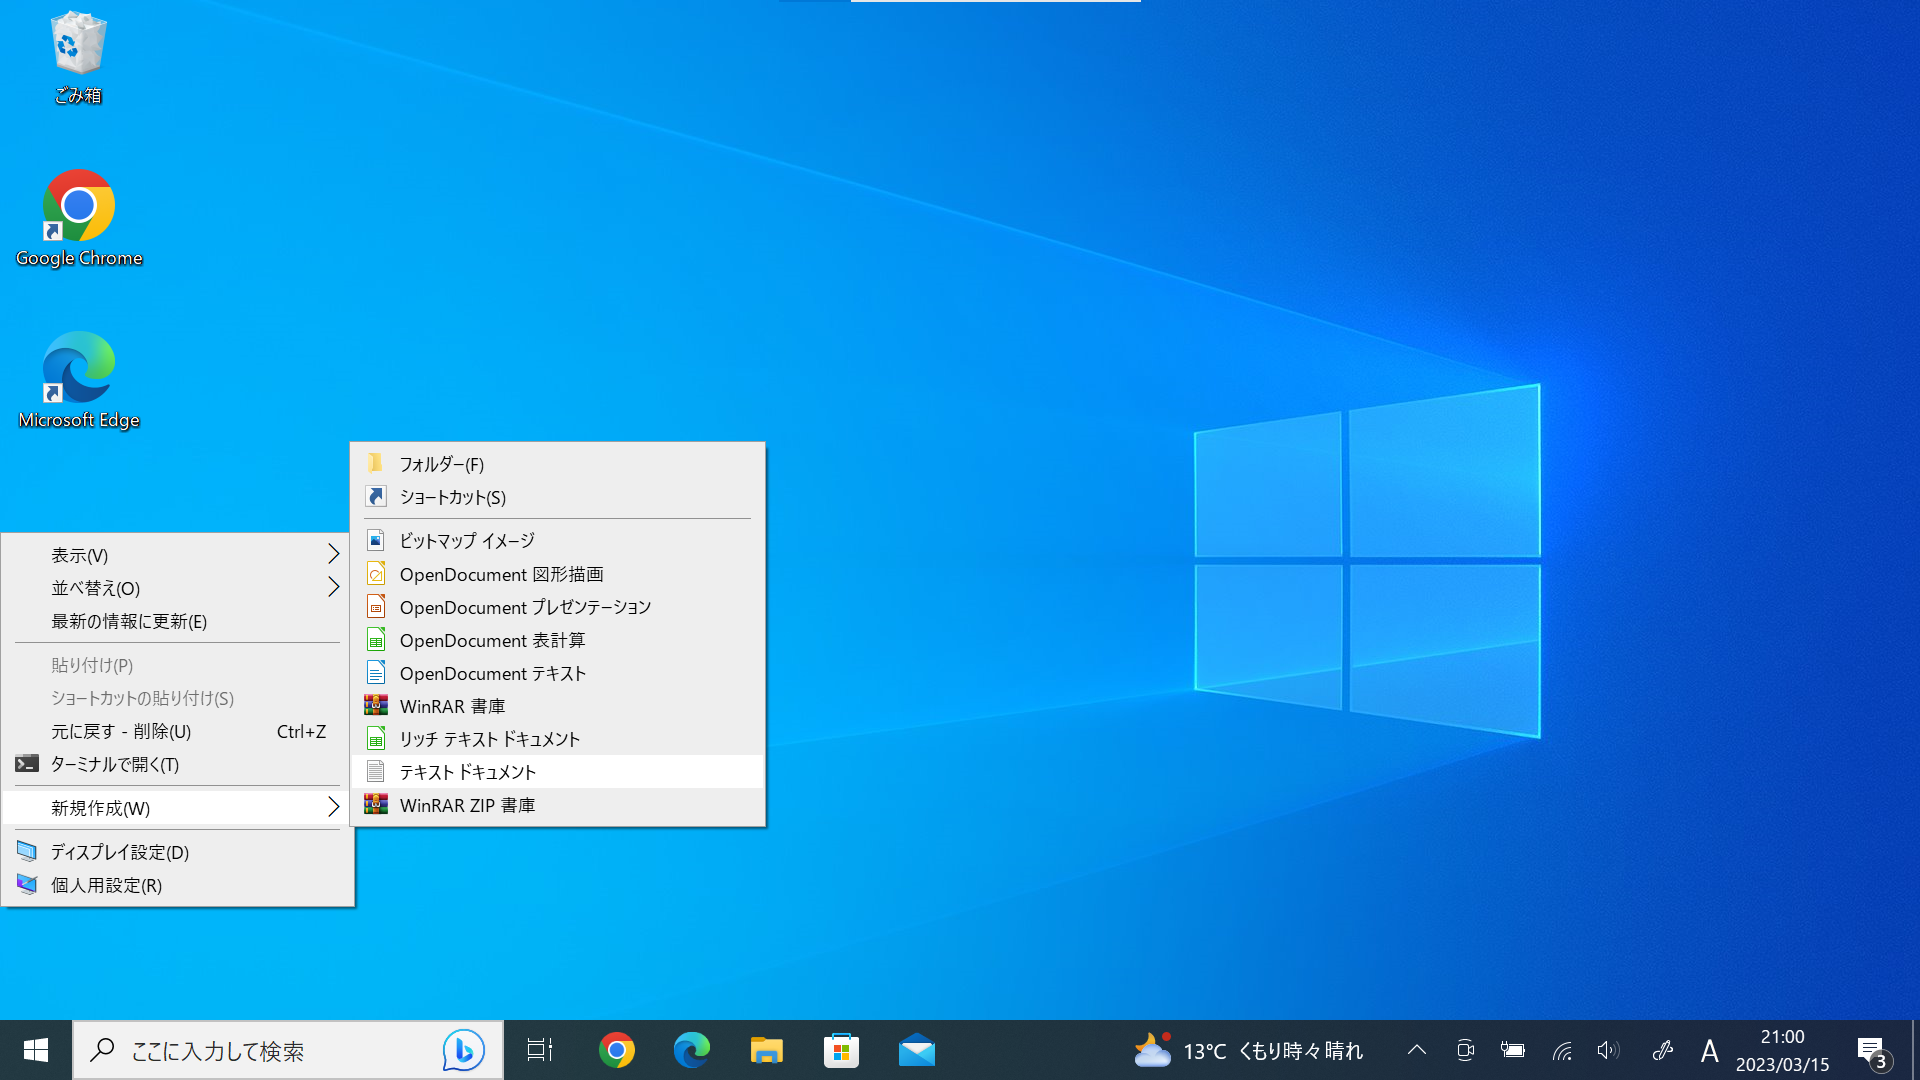 ごみ箱
Google Chrome
Microsoft Edge
フォルダー(F)
ショートカット(S)
ビットマップ イメージ
OpenDocument 図形描画
OpenDocument プレゼンテーション
OpenDocument 表計算
OpenDocument テキスト
WinRAR 書庫
リッチ テキスト ドキュメント
テキスト ドキュメント
WinRAR ZIP 書庫
表示(V)
並べ替え(O)
最新の情報に更新(E)
貼り付け(P)
ショートカットの貼り付け(S)
元に戻す - 削除(U) Ctrl+Z
ターミナルで開く(T)
新規作成(W)
ディスプレイ設定(D)
個人用設定(R)
ここに入力して検索
13°C くもり時々晴れ
A
21:00
2023/03/15
3